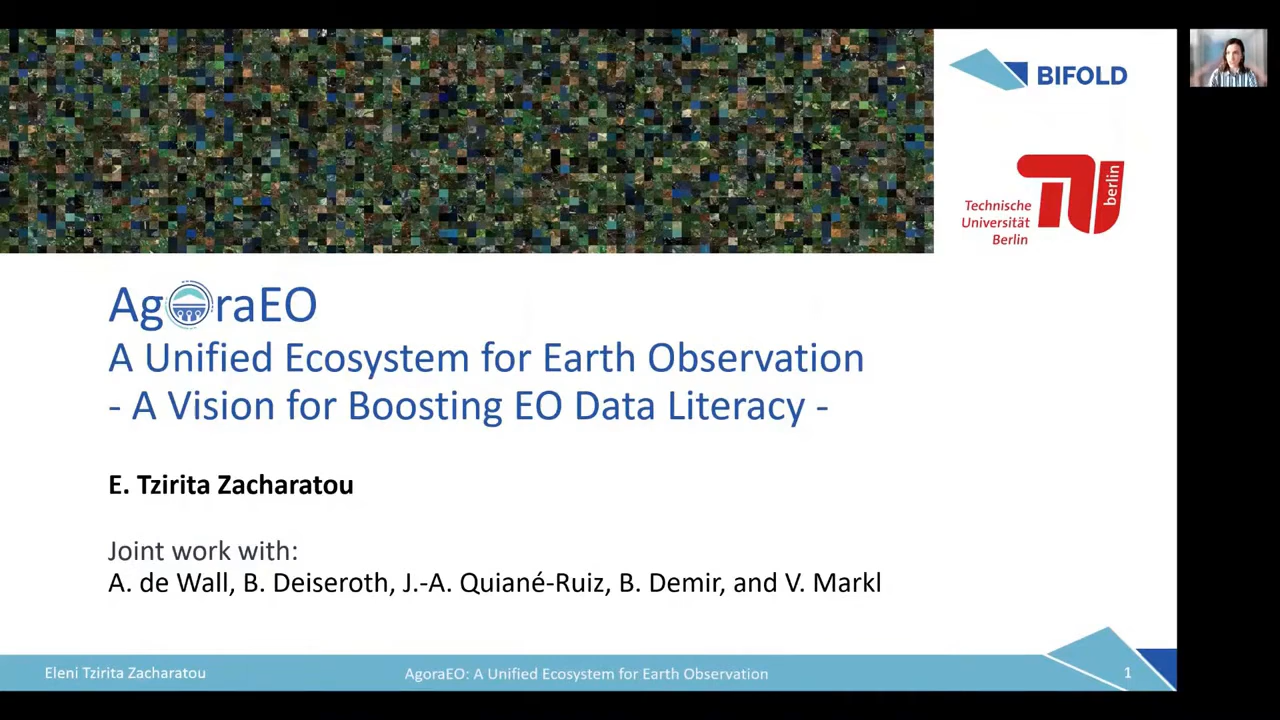 BIFOLD
Technische
Universität
Berlin
berlin
AgoraEO
A Unified Ecosystem for Earth Observation
- A Vision for Boosting EO Data Literacy -
E. Tzirita Zacharatou
Joint work with:
A. de Wall, B. Deiseroth, J.-A. Quiané-Ruiz, B. Demir, and V. Markl
Eleni Tzirita Zacharatou
AgoraEO: A Unified Ecosystem for Earth Observation
1